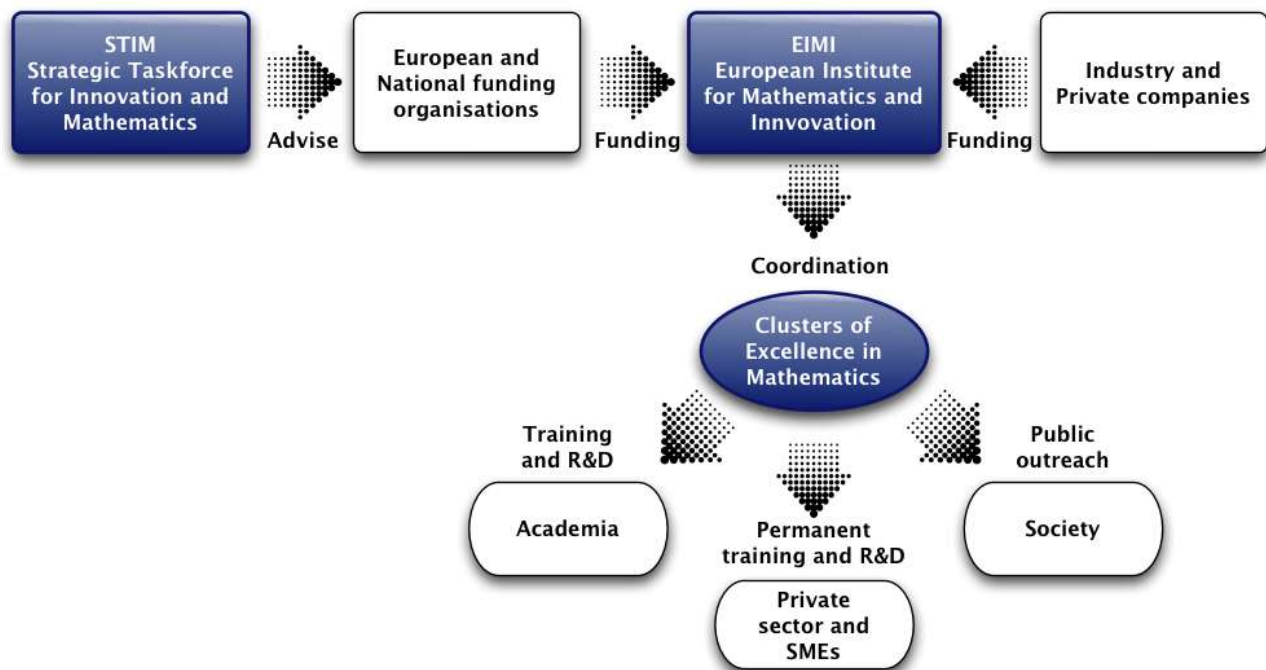 STIM
Strategic Taskforce
for Innovation and
Mathematics
Advise
European and
National funding
organisations
Funding
EIMI
European Institute
for Mathematics and
Innvovation
Funding
Industry and
Private companies
Coordination
Clusters of
Excellence in
Mathematics
Training
and R&D
Academia
Permanent
training and R&D
Private
sector and
SMEs
Public
outreach
Society